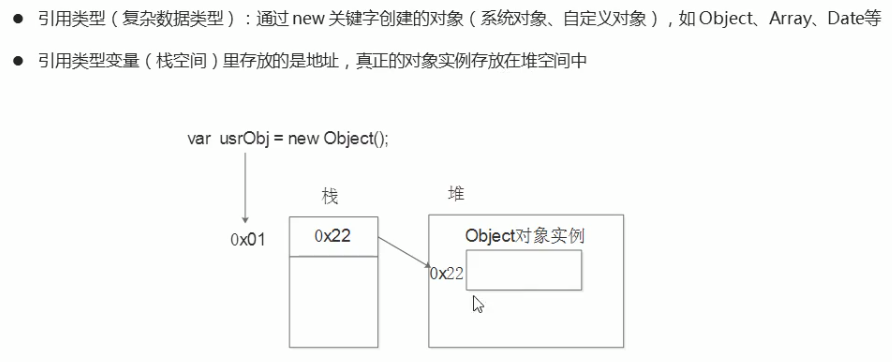 ● 引用类型（复杂数据类型）：通过 new 关键字创建的对象（系统对象、自定义对象），如 Object、Array、Date等
● 引用类型变量（栈空间）里存放的是地址，真正的对象实例存放在堆空间中
var usrObj = new Object();
栈
堆
0x01
0x22
Object对象实例
0x22